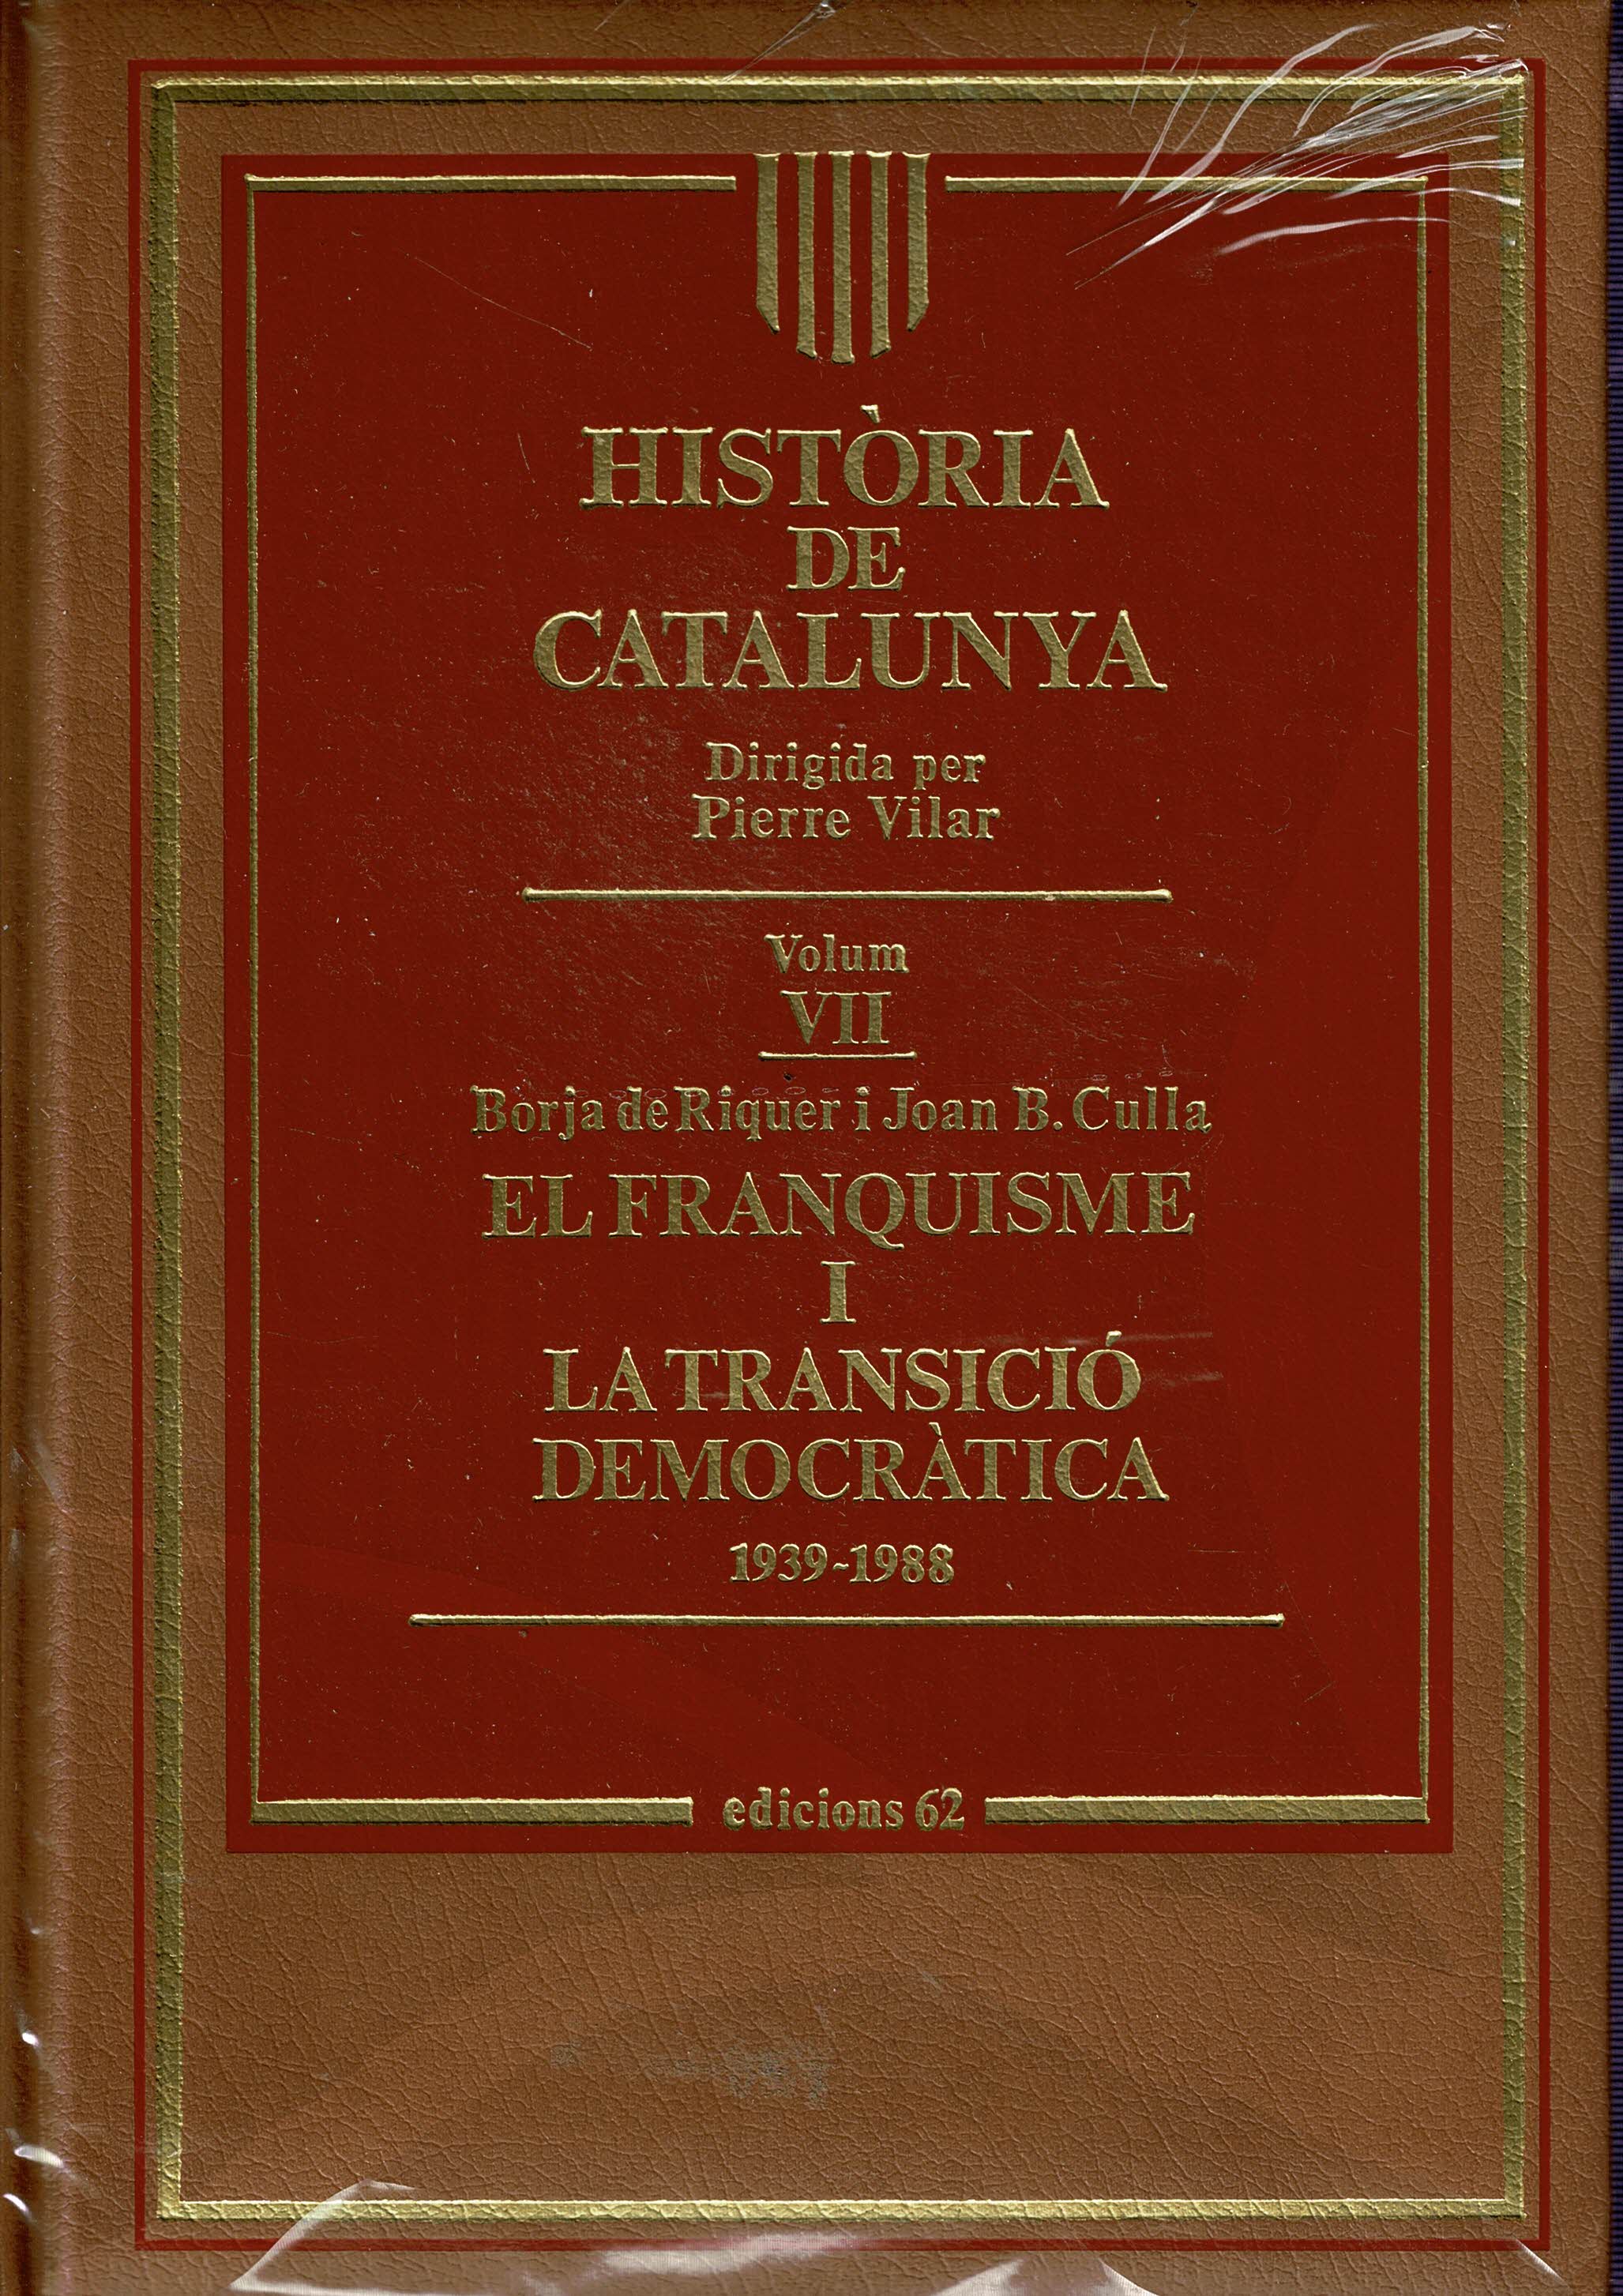 HISTÒRIA
DE
CATALUNYA
Dirigida per
Pierre Vilar
Volum
VII
Borja de Riquer i Joan B. Culla
EL FRANQUISME
I
LA TRANSICIÓ
DEMOCRÀTICA
1939-1988
edicions 62